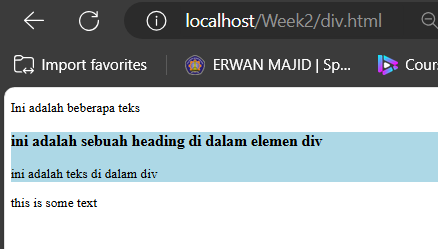 localhost/Week2/div.html
Import favorites
ERWAN MAJID | Sp...
Cours
Ini adalah beberapa teks
ini adalah sebuah heading di dalam elemen div
ini adalah teks di dalam div
this is some text